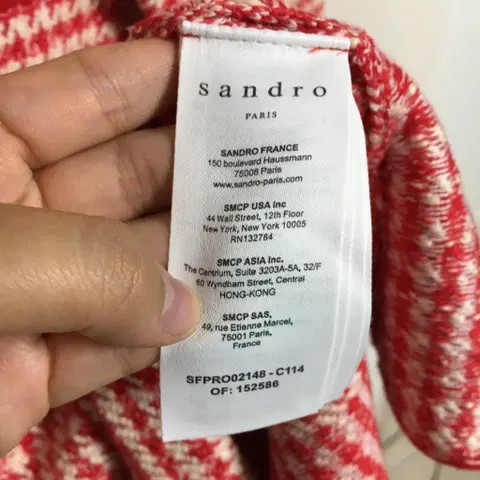 sandro
PARIS
SANDRO FRANCE
150 boulevard Haussmann
75008 Paris
www.sandro-paris.com
SMCP USA Inc
44 Wall Street, 12th Floor
New York, New York 10005
RN132784
SMCP ASIA Inc.
The Centrium, Suite 3203A-5A, 32/F
60 Wyndham Street, Central
HONG-KONG
SMCP SAS,
49, rue Etienne Marcel,
75001 Paris,
France
SFPRO02148 - C114
OF: 152586